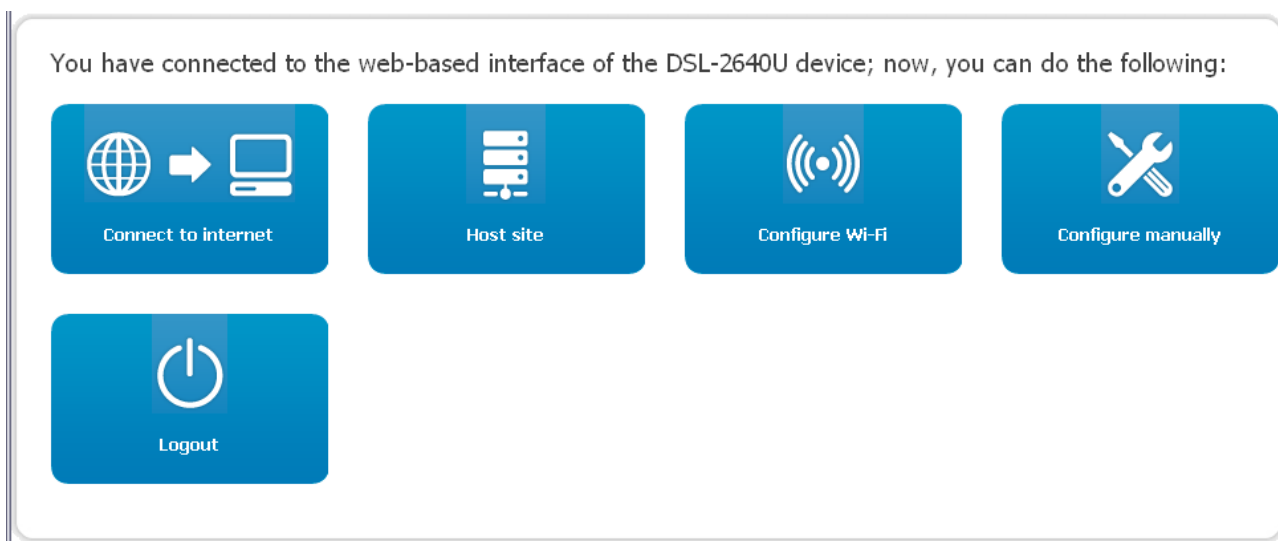 You have connected to the web-based interface of the DSL-2640U device; now, you can do the following:
Connect to internet
Host site
Configure Wi-Fi
Configure manually
Logout